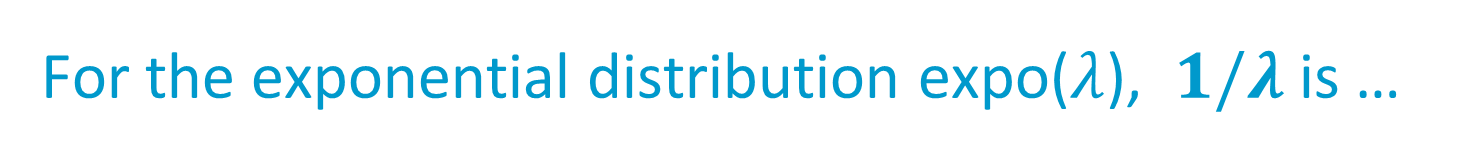 For the exponential distribution expo(λ), 1/λ is …